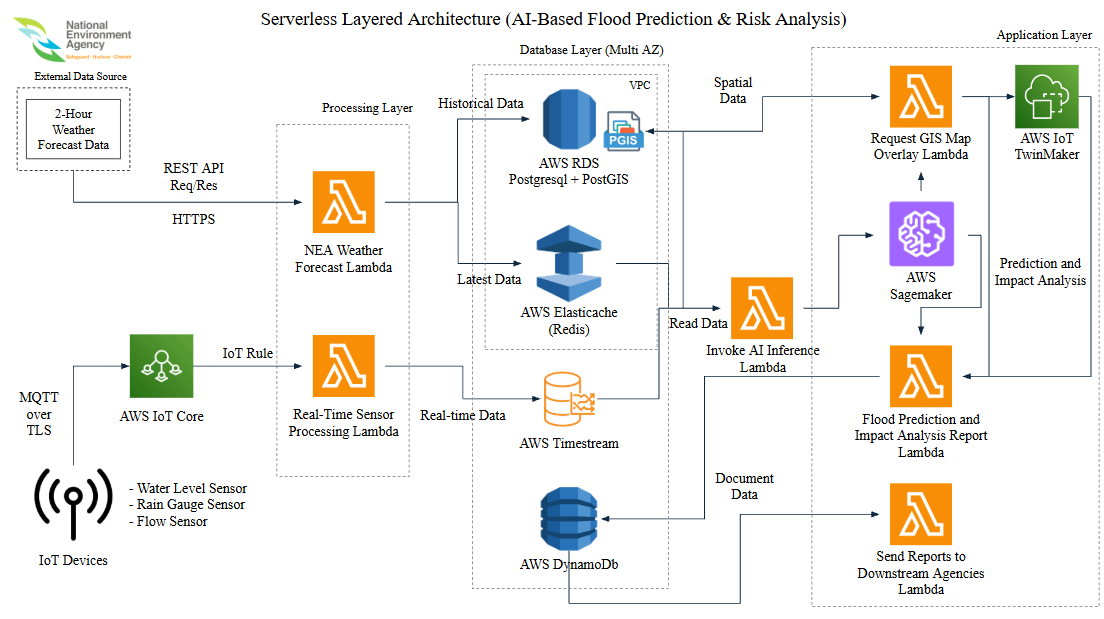 Serverless Layered Architecture (AI-Based Flood Prediction & Risk Analysis)
National
Environment
Agency
Safeguard · Nurture · Cherish
External Data Source
2-Hour
Weather
Forecast Data
REST API
Req/Res
HTTPS
Processing Layer
NEA Weather
Forecast Lambda
AWS IoT Core
IoT Rule
Real-Time Sensor
Processing Lambda
MQTT
over
TLS
- Water Level Sensor
- Rain Gauge Sensor
- Flow Sensor
IoT Devices
Database Layer (Multi AZ)
VPC
Historical Data
PGIS
AWS RDS
Postgresql + PostGIS
Latest Data
AWS Elasticache
(Redis)
Real-time Data
AWS Timestream
AWS DynamoDb
Spatial
Data
Read Data
Invoke AI Inference
Lambda
Document
Data
Application Layer
Request GIS Map
Overlay Lambda
AWS IoT
TwinMaker
AWS
Sagemaker
Prediction and
Impact Analysis
Flood Prediction and
Impact Analysis Report
Lambda
Send Reports to
Downstream Agencies
Lambda